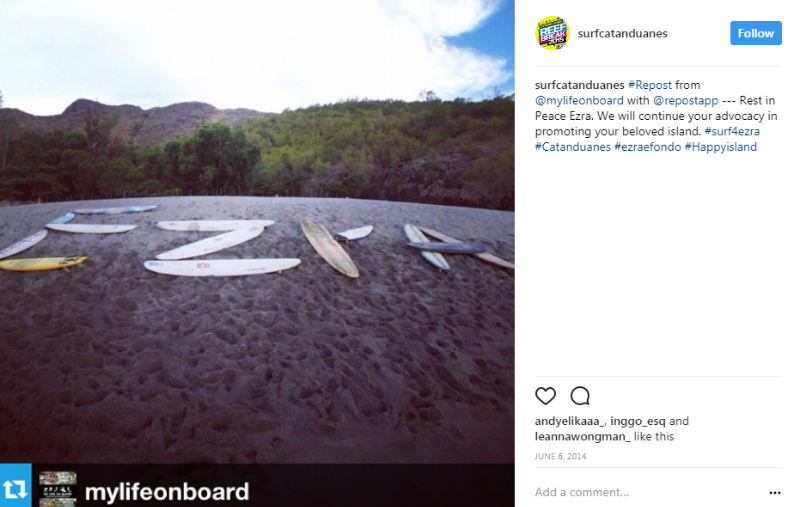 EZrA
mylifeonboard
REEF
BREAK
2015
surfcatanduanes
Follow
surfcatanduanes #Repost from
@mylifeonboard with @repostapp --- Rest in
Peace Ezra. We will continue your advocacy in
promoting your beloved island. #surf4ezra
#Catanduanes #ezraefondo #Happyisland
andyelikaaa_, inggo_esq and
leannawongman_ like this
JUNE 6, 2014
Add a comment...